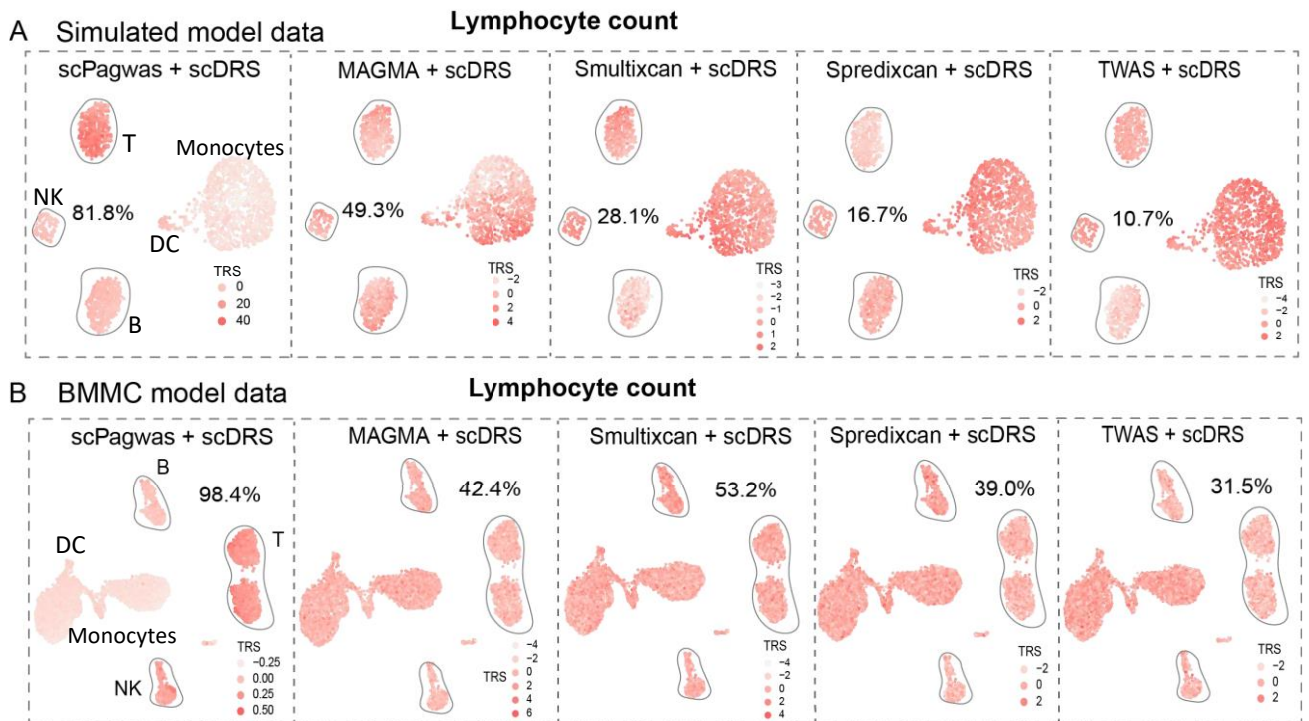 Lymphocyte count
A Simulated model data
scPagwas + scDRS
T
Monocytes
NK
81.8%
DC
B
TRS
0
20
40
MAGMA + scDRS
49.3%
TRS
−2
0
2
4
Smultixcan + scDRS
28.1%
TRS
−3
−2
−1
0
1
2
Spredixcan + scDRS
16.7%
TRS
−2
0
2
TWAS + scDRS
10.7%
TRS
−4
−2
0
2
Lymphocyte count
B BMMC model data
scPagwas + scDRS
B
98.4%
DC
T
Monocytes
NK
TRS
−0.25
0.00
0.25
0.50
MAGMA + scDRS
42.4%
TRS
−4
−2
0
2
4
6
Smultixcan + scDRS
53.2%
TRS
−4
−2
0
2
4
Spredixcan + scDRS
39.0%
TRS
−2
0
2
TWAS + scDRS
31.5%
TRS
−2
0
2